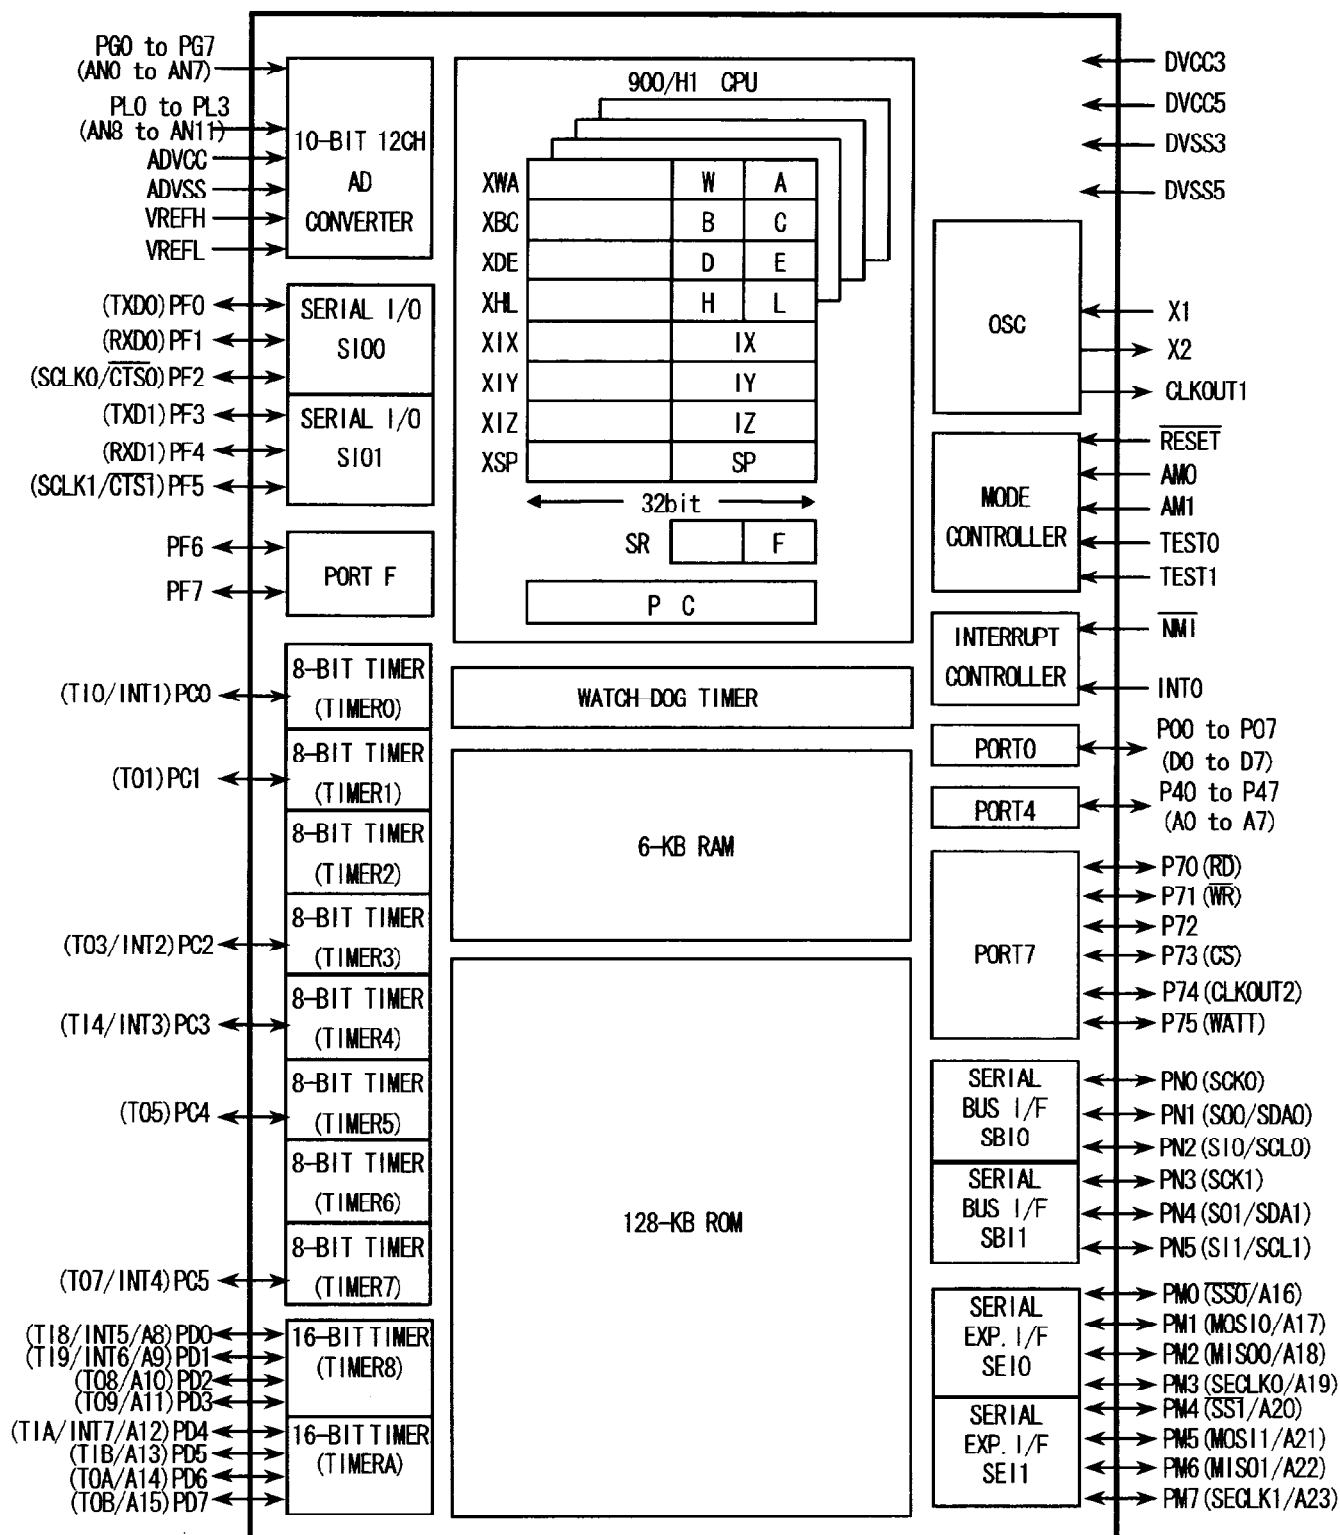 PG0 to PG7
(AN0 to AN7)
PL0 to PL3
(AN8 to AN11)
ADVCC
ADVSS
VREFH
VREFL
10-BIT 12CH
AD
CONVERTER
(TXD0)PF0
(RXD0)PF1
(SCLK0/CTS0)PF2
SERIAL I/O
SIO0
(TXD1)PF3
(RXD1)PF4
(SCLK1/CTS1)PF5
SERIAL I/O
SIO1
PF6
PF7
PORT F
(TI0/INT1)PC0
8-BIT TIMER
(TIMER0)
(TO1)PC1
8-BIT TIMER
(TIMER1)
8-BIT TIMER
(TIMER2)
(TO3/INT2)PC2
8-BIT TIMER
(TIMER3)
(TI4/INT3)PC3
8-BIT TIMER
(TIMER4)
(TO5)PC4
8-BIT TIMER
(TIMER5)
8-BIT TIMER
(TIMER6)
(TO7/INT4)PC5
8-BIT TIMER
(TIMER7)
(TI8/INT5/A8)PD0
(TI9/INT6/A9)PD1
(TO8/A10)PD2
(TO9/A11)PD3
16-BIT TIMER
(TIMER8)
(TIA/INT7/A12)PD4
(TIB/A13)PD5
(TOA/A14)PD6
(TOB/A15)PD7
16-BIT TIMER
(TIMERA)
900/H1 CPU
XWA W A
XBC B C
XDE D E
XHL H L
XIX IX
XIY IY
XIZ IZ
XSP SP
32bit
SR F
P C
WATCH DOG TIMER
6-KB RAM
128-KB ROM
DVCC3
DVCC5
DVSS3
DVSS5
OSC
X1
X2
CLKOUT1
MODE
CONTROLLER
RESET
AM0
AM1
TEST0
TEST1
INTERRUPT
CONTROLLER
NMI
INT0
PORT0
P00 to P07
(D0 to D7)
PORT4
P40 to P47
(A0 to A7)
PORT7
P70(RD)
P71(WR)
P72
P73(CS)
P74(CLKOUT2)
P75(WATT)
SERIAL
BUS I/F
SBI0
PN0(SCK0)
PN1(SO0/SDA0)
PN2(SI0/SCL0)
SERIAL
BUS I/F
SBI1
PN3(SCK1)
PN4(SO1/SDA1)
PN5(SI1/SCL1)
SERIAL
EXP. I/F
SEI0
PM0(SS0/A16)
PM1(MOSI0/A17)
PM2(MISO0/A18)
PM3(SECLK0/A19)
SERIAL
EXP. I/F
SEI1
PM4(SS1/A20)
PM5(MOSI1/A21)
PM6(MISO1/A22)
PM7(SECLK1/A23)